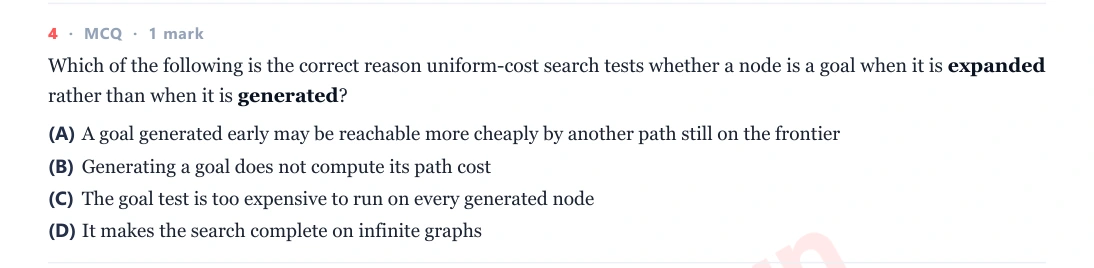 4 · MCQ · 1 mark
Which of the following is the correct reason uniform-cost search tests whether a node is a goal when it is expanded
rather than when it is generated?
(A) A goal generated early may be reachable more cheaply by another path still on the frontier
(B) Generating a goal does not compute its path cost
(C) The goal test is too expensive to run on every generated node
(D) It makes the search complete on infinite graphs